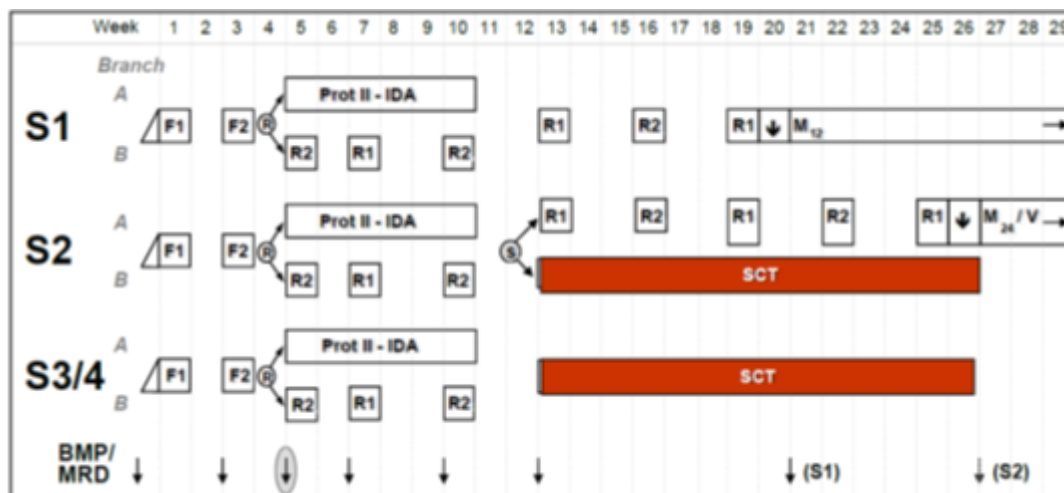 Week 1 2 3 4 5 6 7 8 9 10 11 12 13 14 15 16 17 18 19 20 21 22 23 24 25 26 27 28 29
Branch
A Prot II - IDA
S1 F1 F2 R R1 R2 R1 M12
B R2 R1 R2
A Prot II - IDA R1 R2 R1 R2 R1 M24 / V
S2 F1 F2 R S
B R2 R1 R2 SCT
A Prot II - IDA
S3/4 F1 F2 R SCT
B R2 R1 R2
BMP/
MRD (S1) (S2)